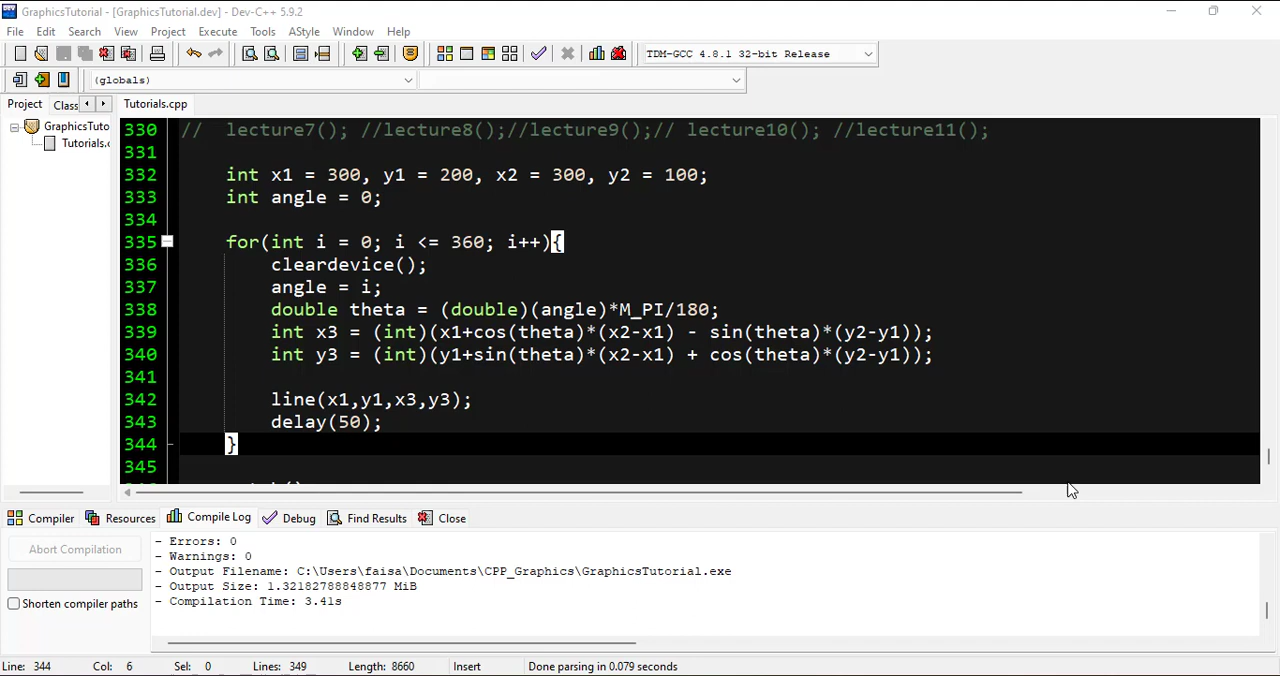 GraphicsTutorial - [GraphicsTutorial.dev] - Dev-C++ 5.9.2
File Edit Search View Project Execute Tools AStyle Window Help
TDM-GCC 4.8.1 32-bit Release
(globals)
Project Class Tutorials.cpp
GraphicsTuto
Tutorials.c
330 // lecture7(); //lecture8();//lecture9();// lecture10(); //lecture11();
331
332 int x1 = 300, y1 = 200, x2 = 300, y2 = 100;
333 int angle = 0;
334
335 for(int i = 0; i <= 360; i++){
336 cleardevice();
337 angle = i;
338 double theta = (double)(angle)*M_PI/180;
339 int x3 = (int)(x1+cos(theta)*(x2-x1) - sin(theta)*(y2-y1));
340 int y3 = (int)(y1+sin(theta)*(x2-x1) + cos(theta)*(y2-y1));
341
342 line(x1,y1,x3,y3);
343 delay(50);
344 }
345
Compiler Resources Compile Log Debug Find Results Close
Abort Compilation
Shorten compiler paths
- Errors: 0
- Warnings: 0
- Output Filename: C:\Users\faisa\Documents\CPP_Graphics\GraphicsTutorial.exe
- Output Size: 1.32182788848877 MiB
- Compilation Time: 3.41s
Line: 344 Col: 6 Sel: 0 Lines: 349 Length: 8660 Insert Done parsing in 0.079 seconds